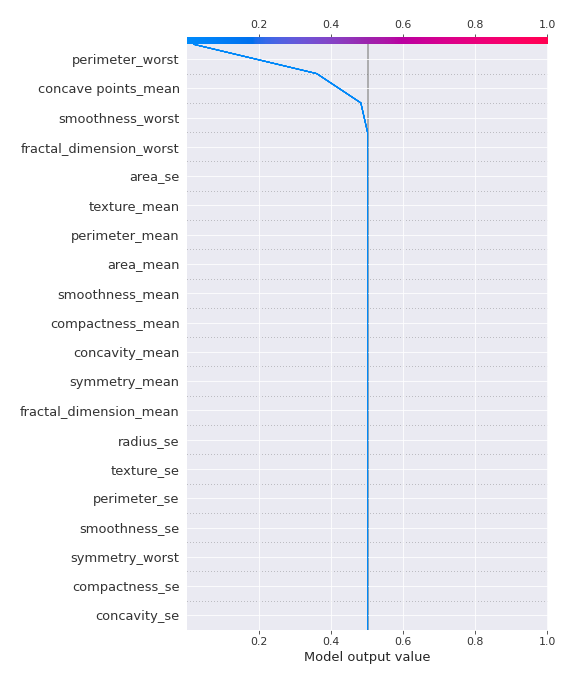 0.2 0.4 0.6 0.8 1.0
perimeter_worst
concave points_mean
smoothness_worst
fractal_dimension_worst
area_se
texture_mean
perimeter_mean
area_mean
smoothness_mean
compactness_mean
concavity_mean
symmetry_mean
fractal_dimension_mean
radius_se
texture_se
perimeter_se
smoothness_se
symmetry_worst
compactness_se
concavity_se
0.2 0.4 0.6 0.8 1.0
Model output value